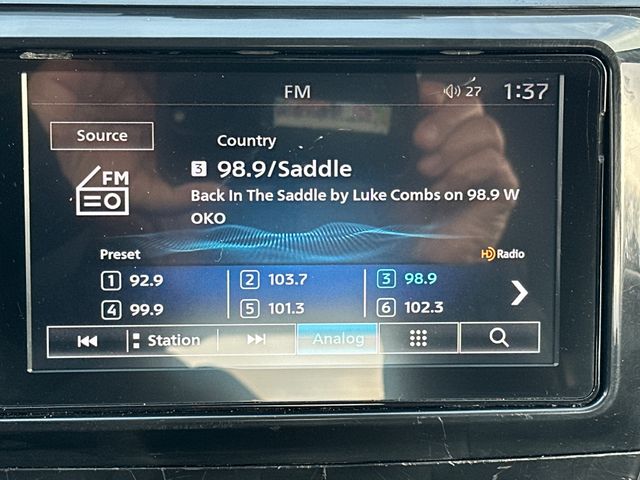 FM
27
1:37
Source
Country
3 98.9/Saddle
FM
Back In The Saddle by Luke Combs on 98.9 W
OKO
Preset
HD Radio
1 92.9 2 103.7 3 98.9
4 99.9 5 101.3 6 102.3
Station Analog